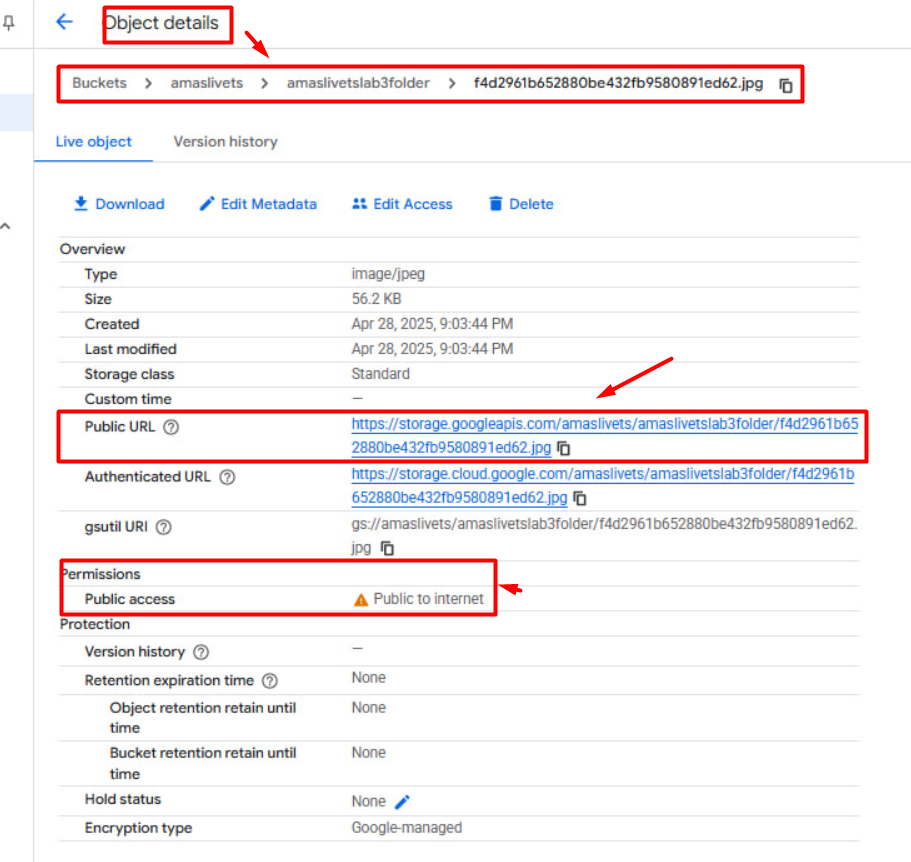 Object details
Buckets > amaslivets > amaslivetslab3folder > f4d2961b652880be432fb9580891ed62.jpg
Live object Version history
Download Edit Metadata Edit Access Delete
Overview
Type image/jpeg
Size 56.2 KB
Created Apr 28, 2025, 9:03:44 PM
Last modified Apr 28, 2025, 9:03:44 PM
Storage class Standard
Custom time —
Public URL https://storage.googleapis.com/amaslivets/amaslivetslab3folder/f4d2961b65
2880be432fb9580891ed62.jpg
Authenticated URL https://storage.cloud.google.com/amaslivets/amaslivetslab3folder/f4d2961b
652880be432fb9580891ed62.jpg
gsutil URI gs://amaslivets/amaslivetslab3folder/f4d2961b652880be432fb9580891ed62.
jpg
Permissions
Public access Public to internet
Protection
Version history —
Retention expiration time None
Object retention retain until None
time
Bucket retention retain until None
time
Hold status None
Encryption type Google-managed